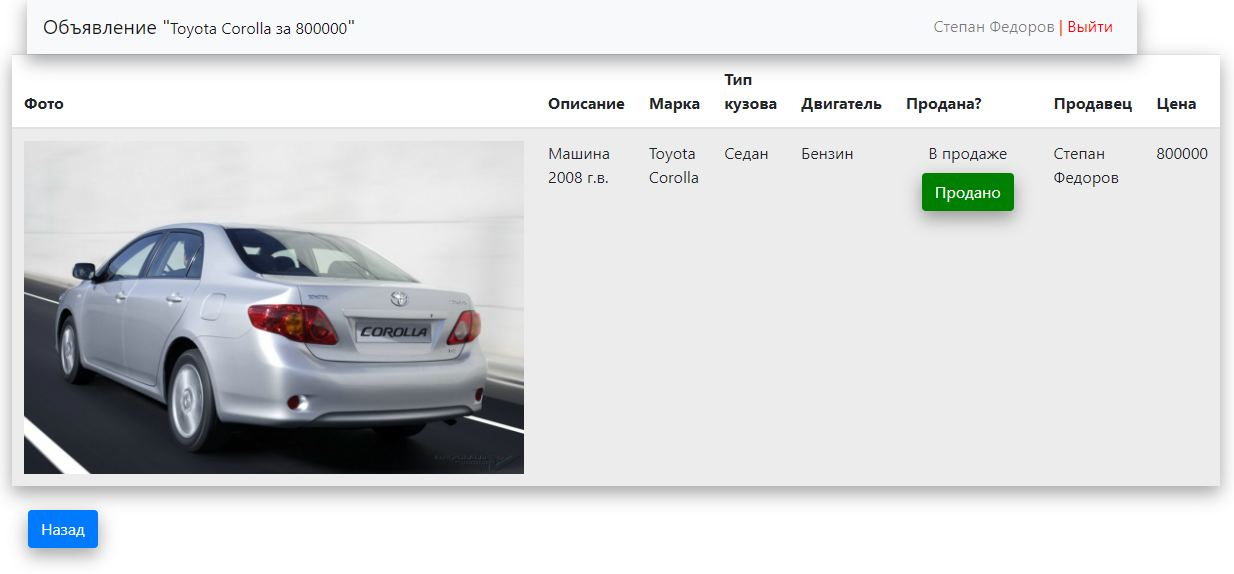 Объявление "Toyota Corolla за 800000"
Степан Федоров | Выйти
Фото
Описание
Марка
Тип
кузова
Двигатель
Продана?
Продавец
Цена
Машина
2008 г.в.
Toyota
Corolla
Седан
Бензин
В продаже
Продано
Степан
Федоров
800000
COROLLA
Назад